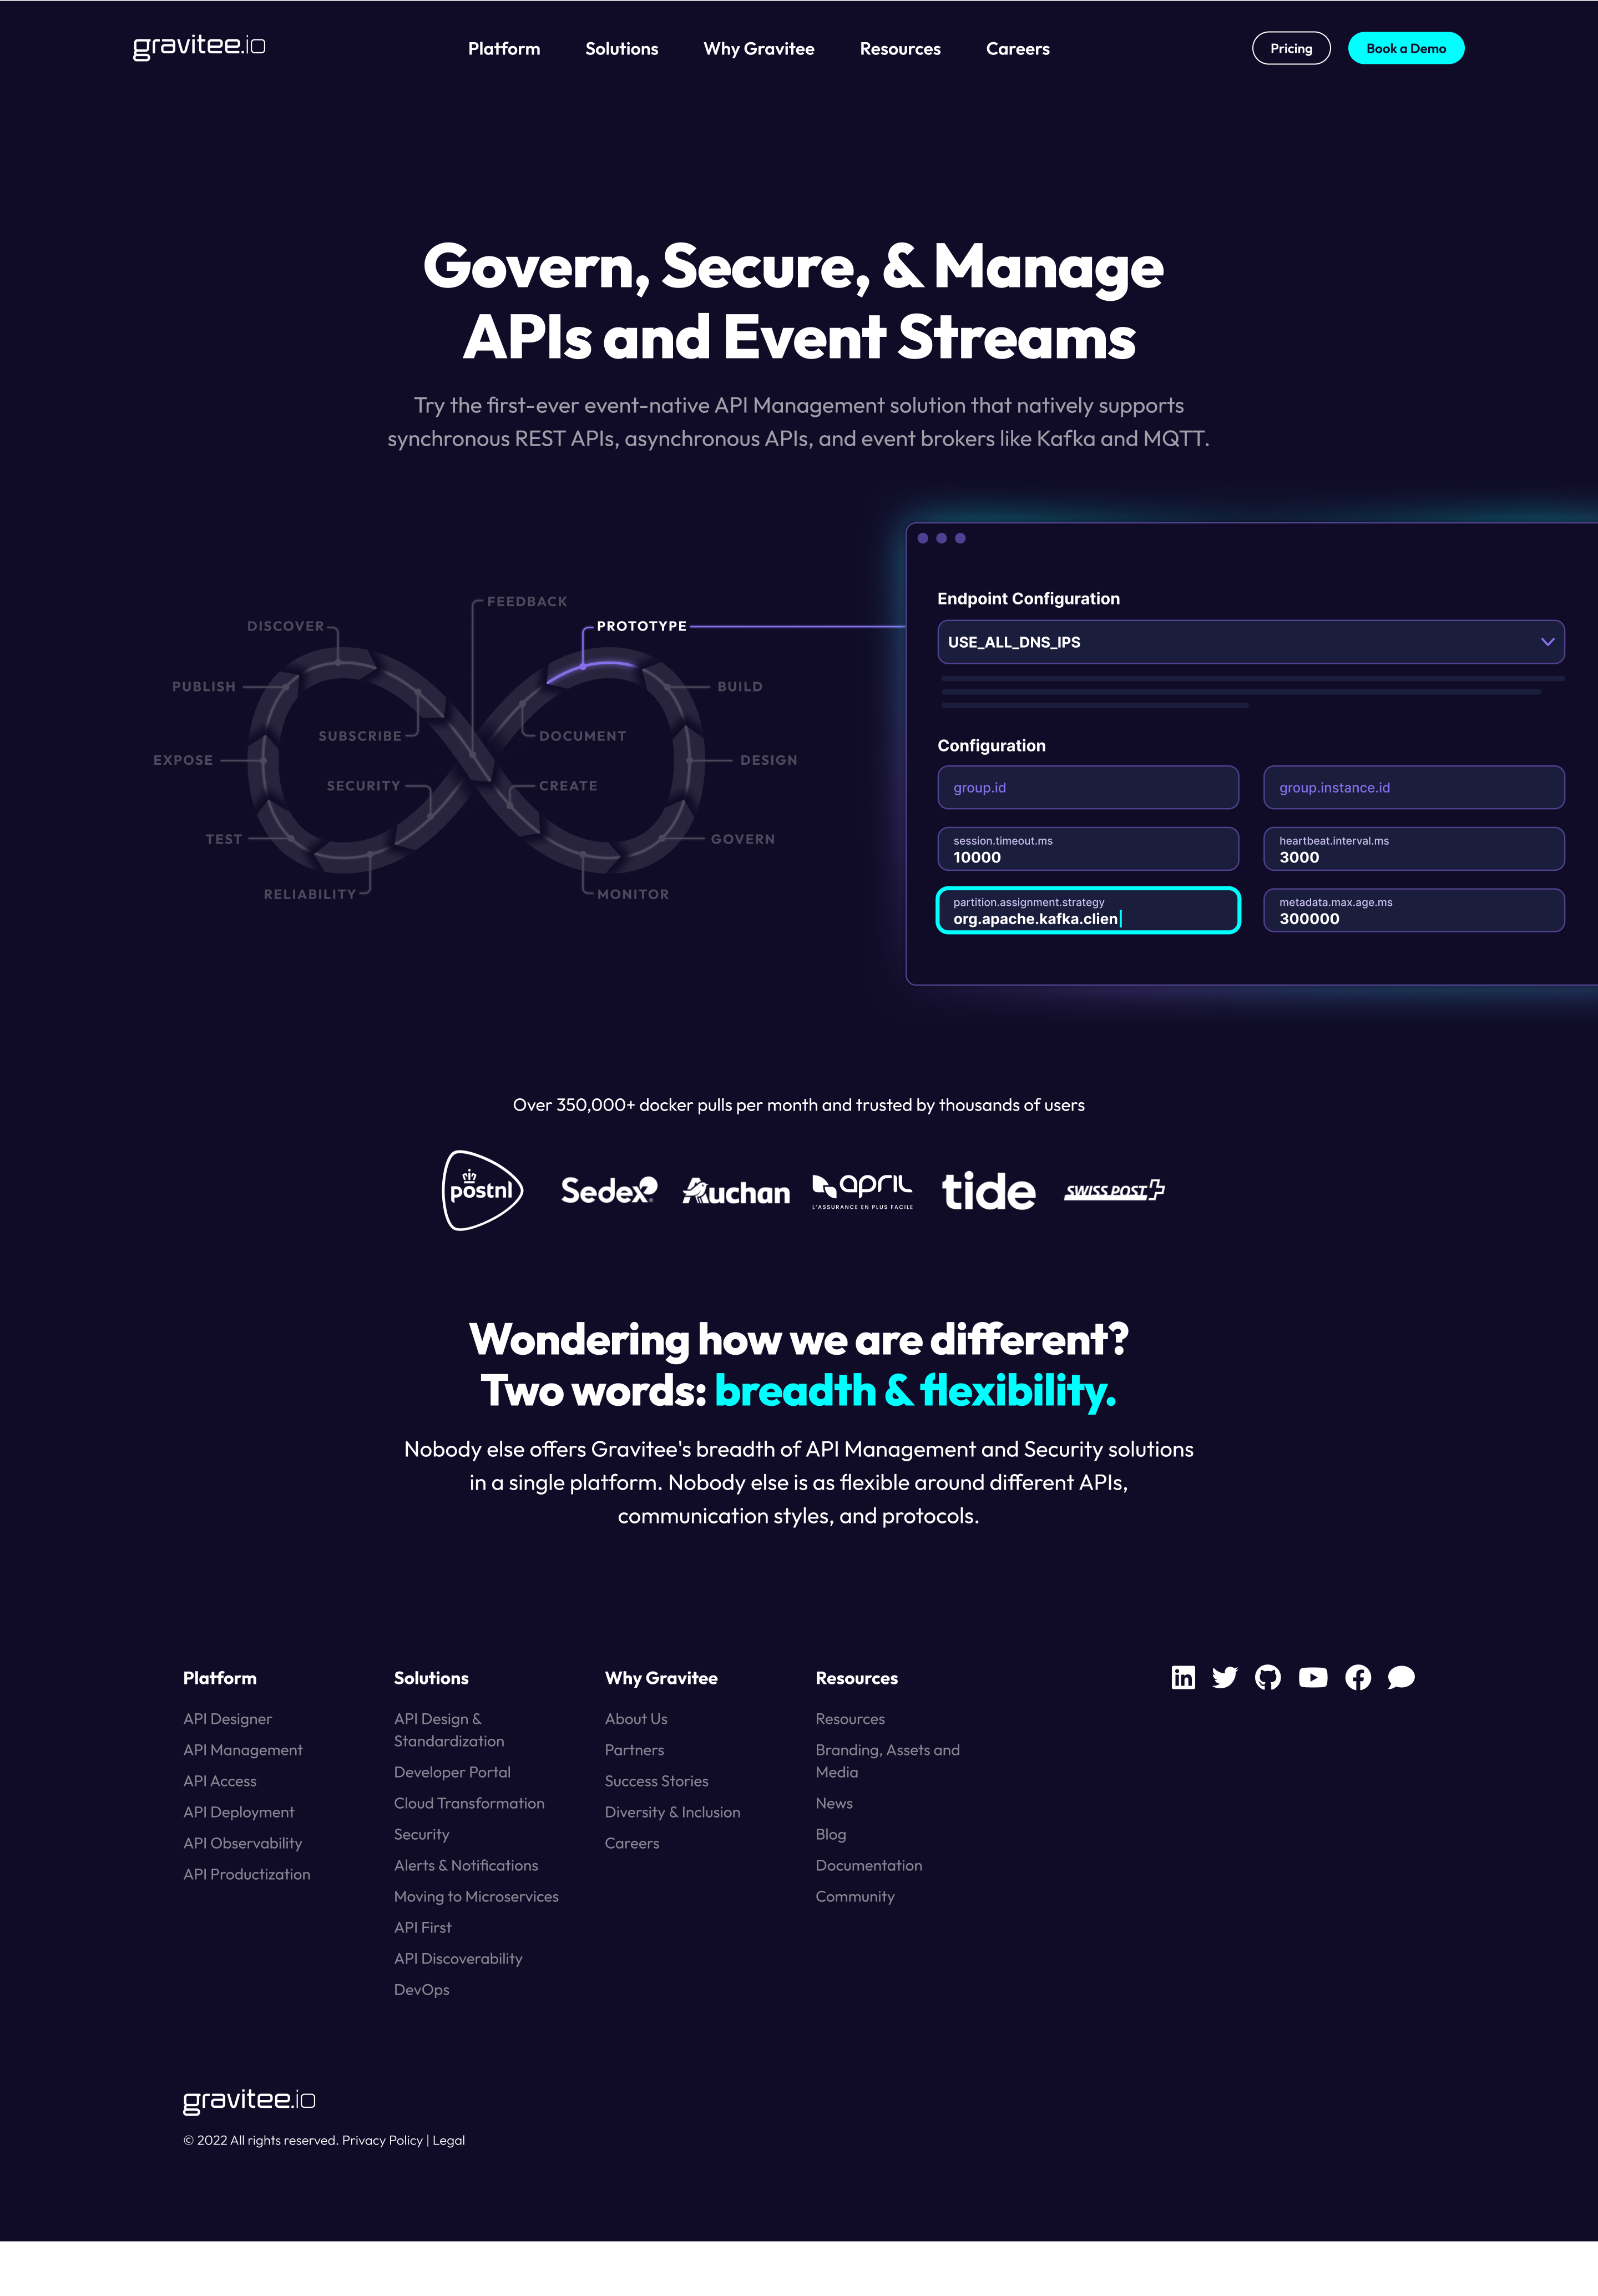 gravitee.io
Platform
Solutions
Why Gravitee
Resources
Careers
Pricing
Book a Demo
Govern, Secure, & Manage
APIs and Event Streams
Try the first-ever event-native API Management solution that natively supports
synchronous REST APIs, asynchronous APIs, and event brokers like Kafka and MQTT.
FEEDBACK
DISCOVER
PROTOTYPE
PUBLISH
BUILD
SUBSCRIBE
DOCUMENT
EXPOSE
DESIGN
SECURITY
CREATE
TEST
GOVERN
RELIABILITY
MONITOR
Endpoint Configuration
USE_ALL_DNS_IPS
Configuration
group.id
group.instance.id
session.timeout.ms
10000
heartbeat.interval.ms
3000
partition.assignment.strategy
org.apache.kafka.clien
metadata.max.age.ms
300000
Over 350,000+ docker pulls per month and trusted by thousands of users
postnl
Sedex
Auchan
april
L'ASSURANCE EN PLUS FACILE
tide
SWISS POST
Wondering how we are different?
Two words: breadth & flexibility.
Nobody else offers Gravitee's breadth of API Management and Security solutions
in a single platform. Nobody else is as flexible around different APIs,
communication styles, and protocols.
Platform
API Designer
API Management
API Access
API Deployment
API Observability
API Productization
Solutions
API Design &
Standardization
Developer Portal
Cloud Transformation
Security
Alerts & Notifications
Moving to Microservices
API First
API Discoverability
DevOps
Why Gravitee
About Us
Partners
Success Stories
Diversity & Inclusion
Careers
Resources
Resources
Branding, Assets and
Media
News
Blog
Documentation
Community
gravitee.io
© 2022 All rights reserved. Privacy Policy | Legal